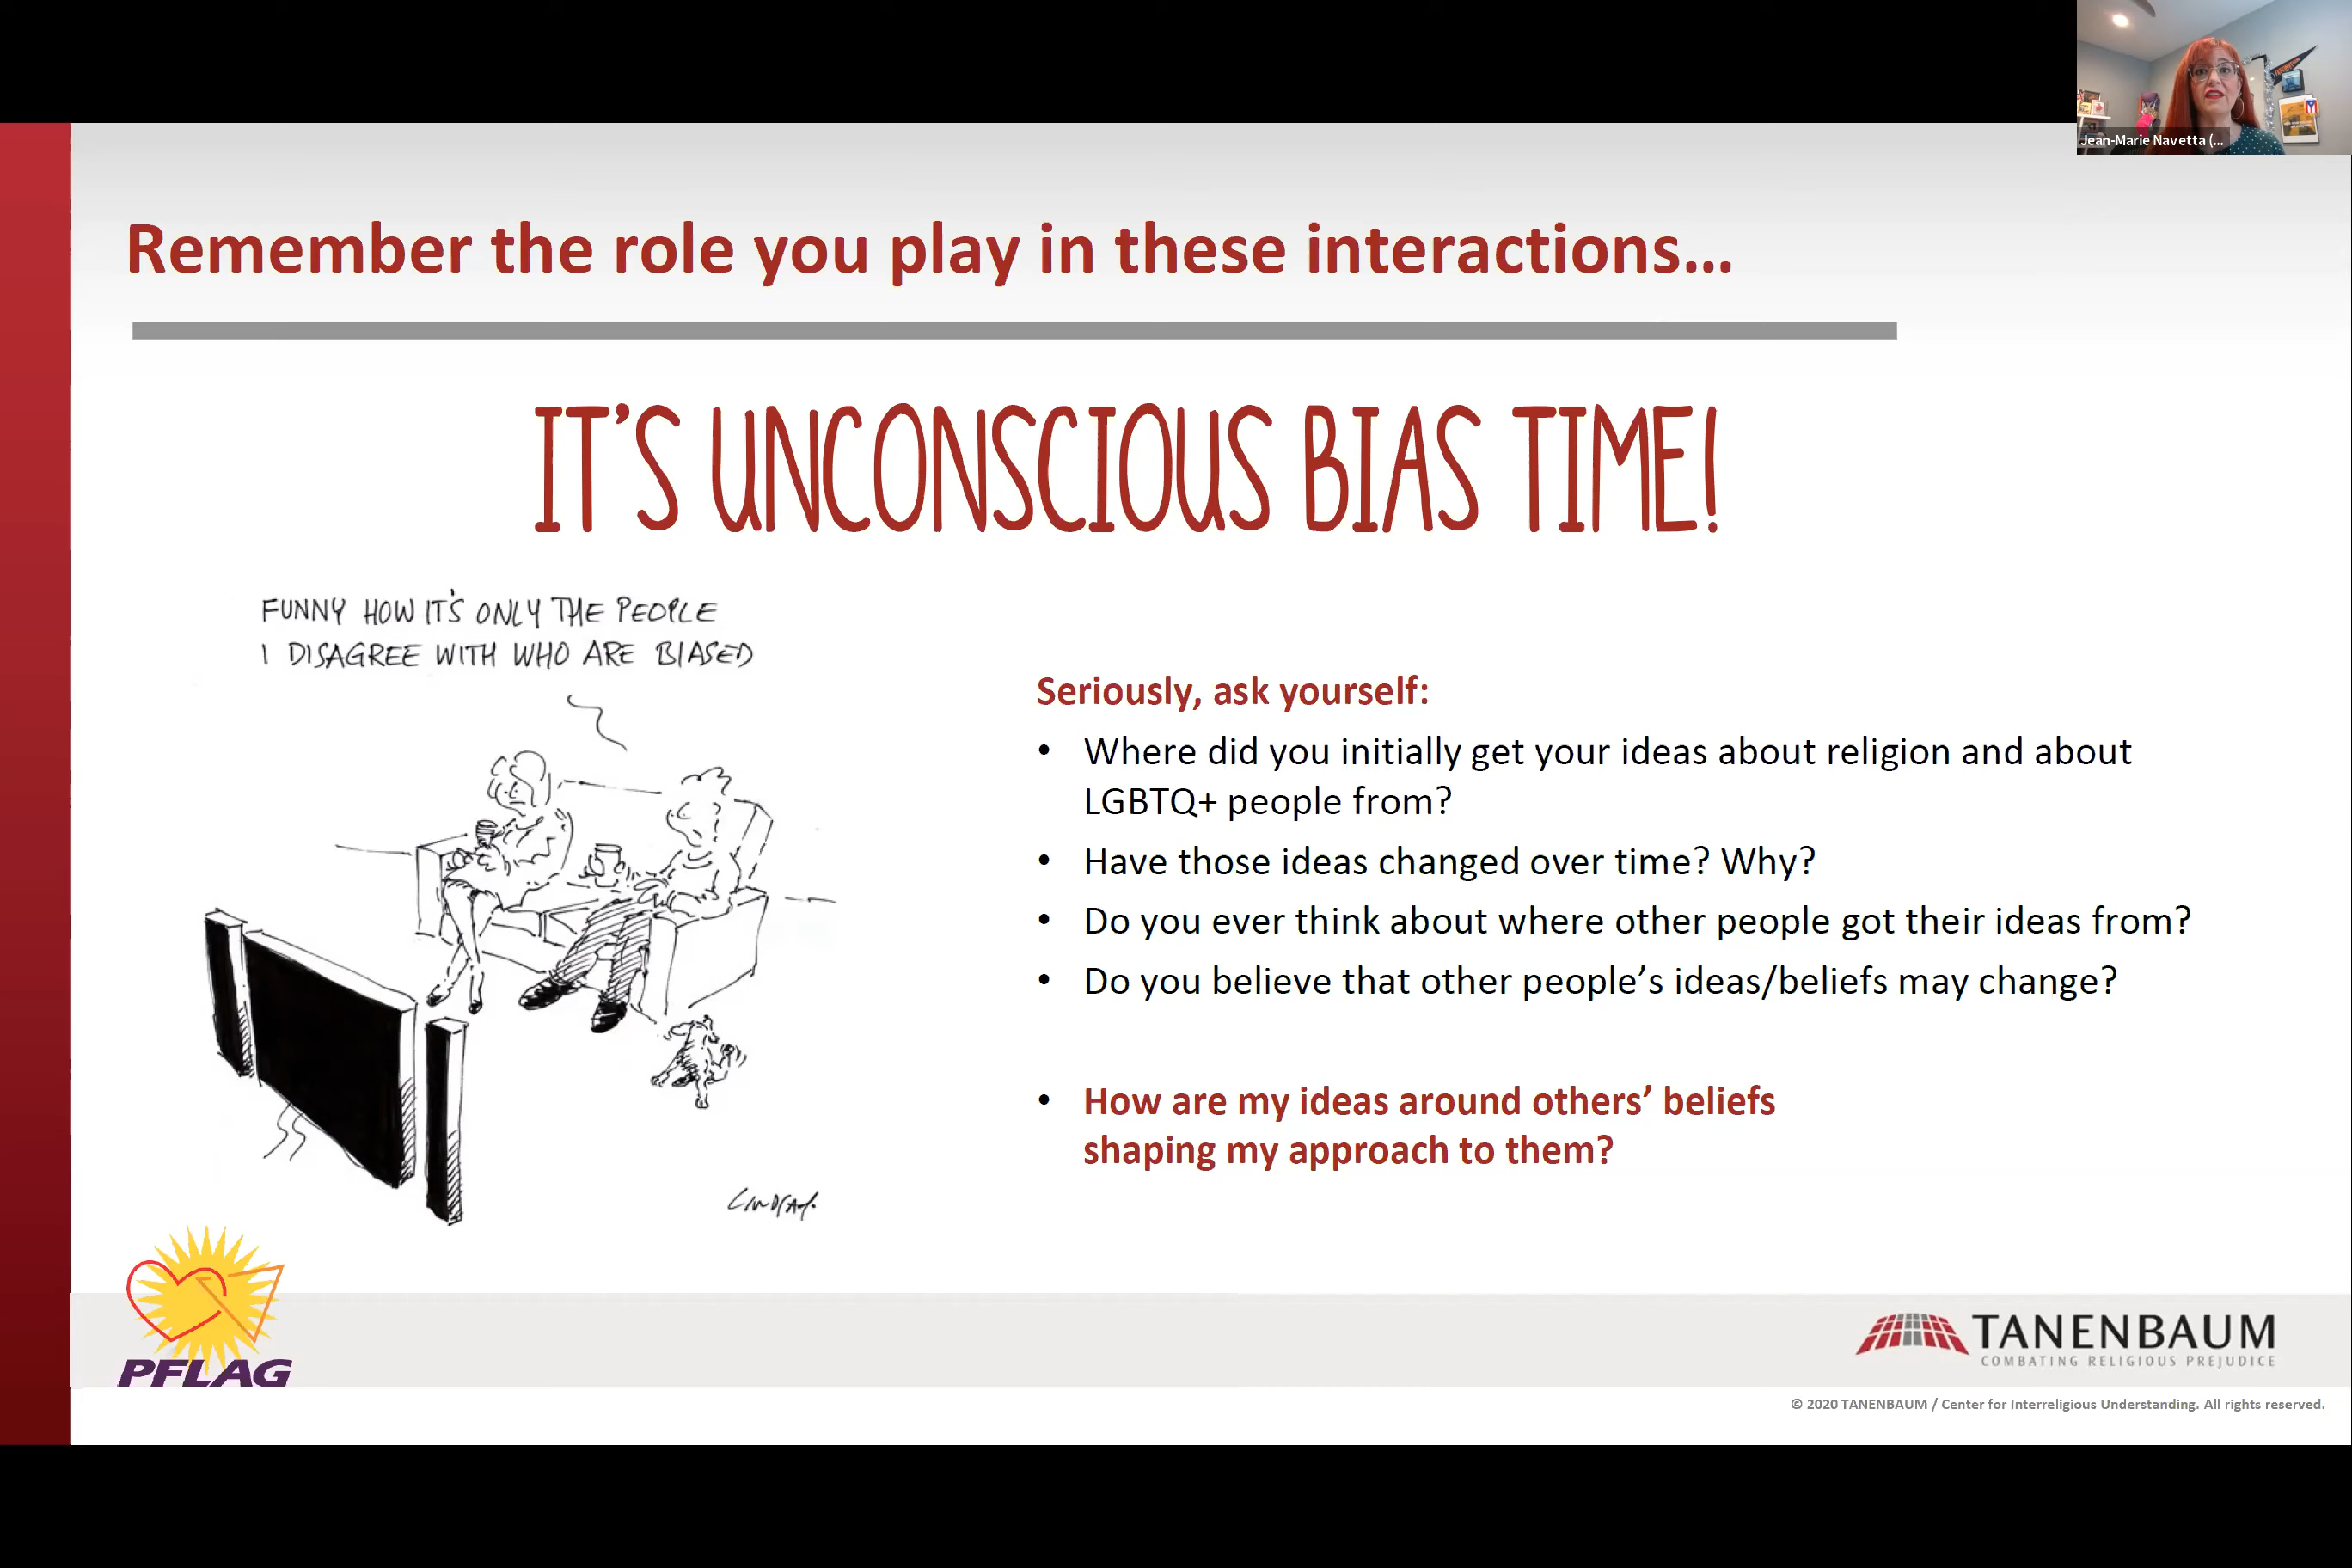 Jean-Marie Navetta (...
Remember the role you play in these interactions...
IT'S UNCONSCIOUS BIAS TIME!
FUNNY HOW IT'S ONLY THE PEOPLE
I DISAGREE WITH WHO ARE BIASED
Seriously, ask yourself:
• Where did you initially get your ideas about religion and about
LGBTQ+ people from?
• Have those ideas changed over time? Why?
• Do you ever think about where other people got their ideas from?
• Do you believe that other people's ideas/beliefs may change?
• How are my ideas around others' beliefs
shaping my approach to them?
PFLAG
TANENBAUM
COMBATING RELIGIOUS PREJUDICE
© 2020 TANENBAUM / Center for Interreligious Understanding. All rights reserved.